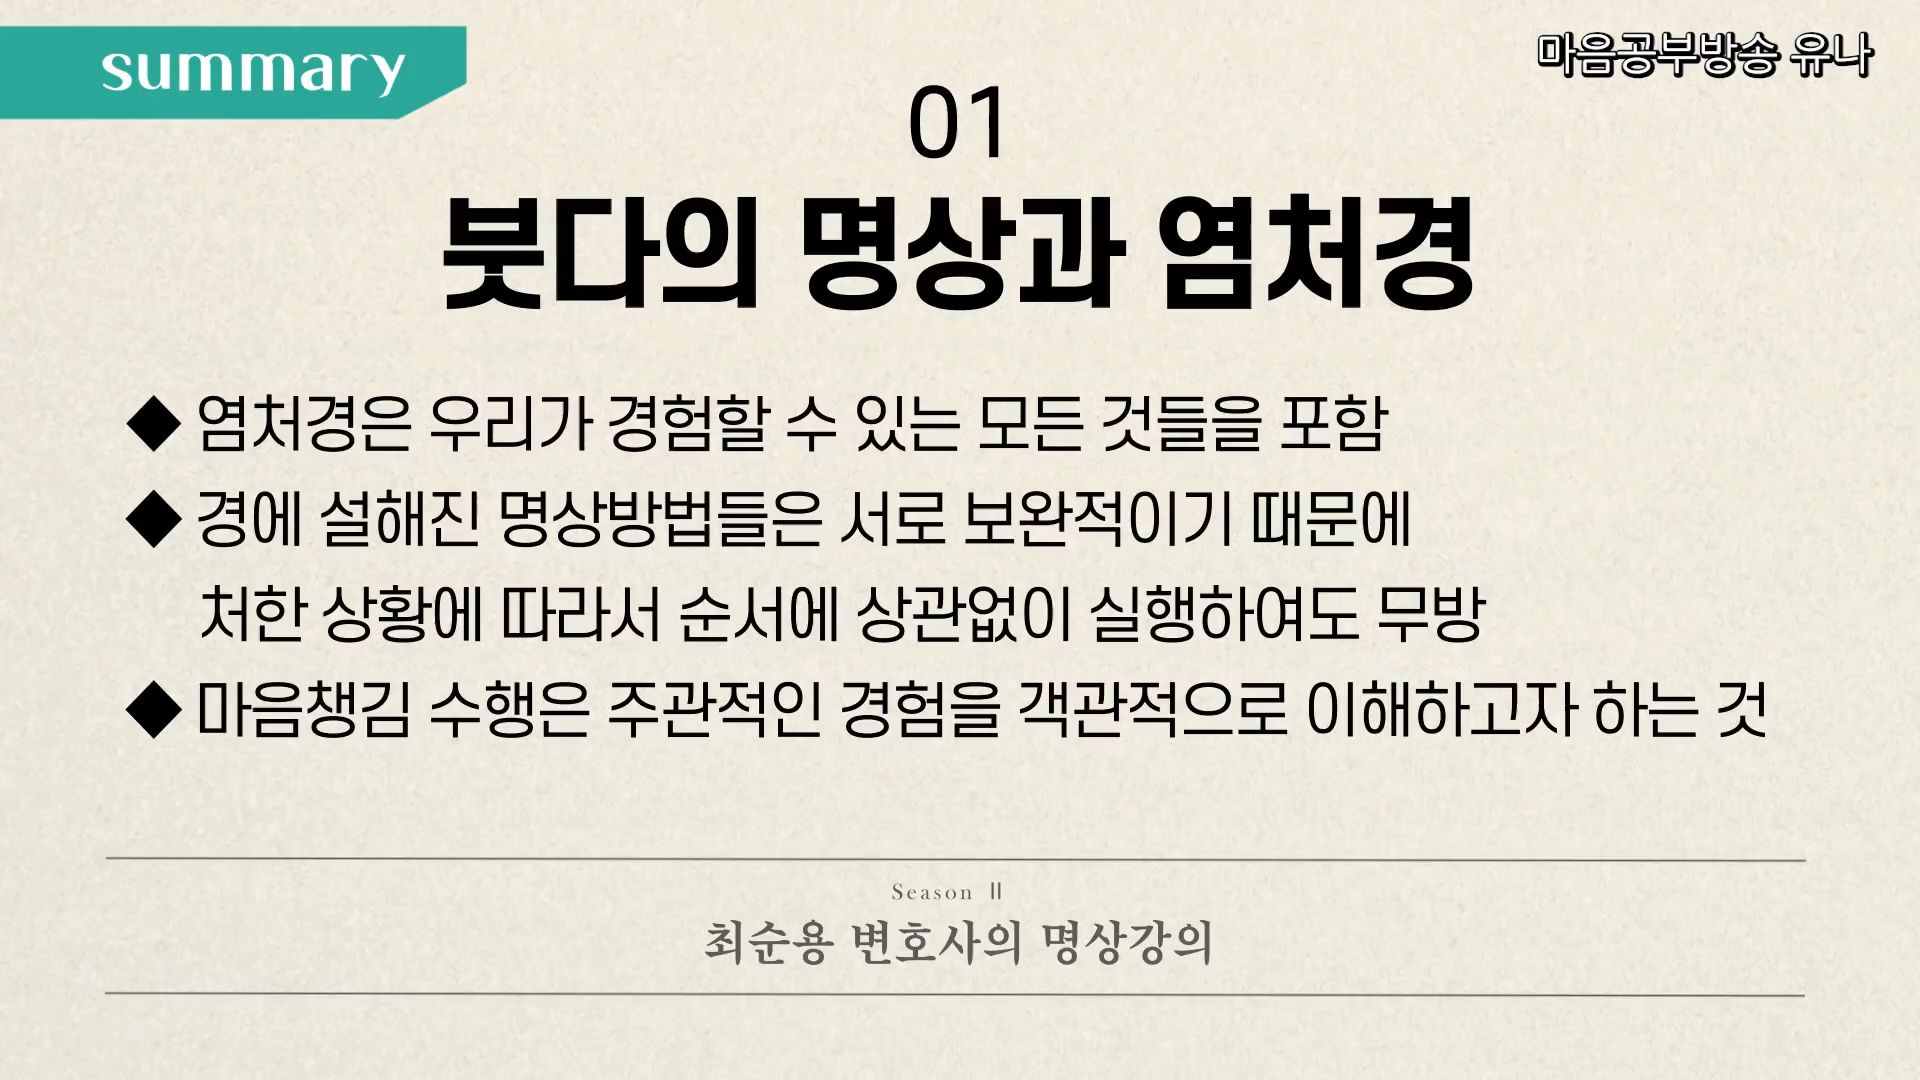 summary
마음공부방송 유나
01
붓다의 명상과 염처경
◆ 염처경은 우리가 경험할 수 있는 모든 것들을 포함
◆ 경에 설해진 명상방법들은 서로 보완적이기 때문에
처한 상황에 따라서 순서에 상관없이 실행하여도 무방
◆ 마음챙김 수행은 주관적인 경험을 객관적으로 이해하고자 하는 것
Season Ⅱ
최순용 변호사의 명상강의